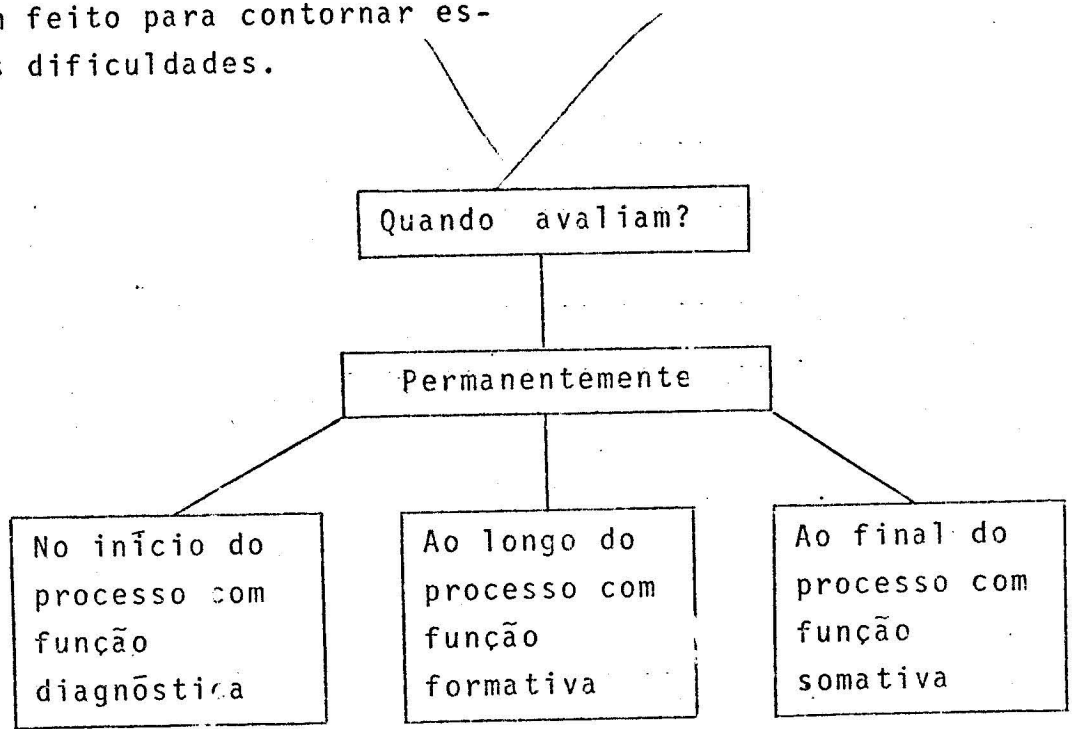 feito para contornar es-
dificuldades.
Quando avaliam?
Permanentemente
No início do
processo com
função
diagnóstica
Ao longo do
processo com
função
formativa
Ao final do
processo com
função
somativa